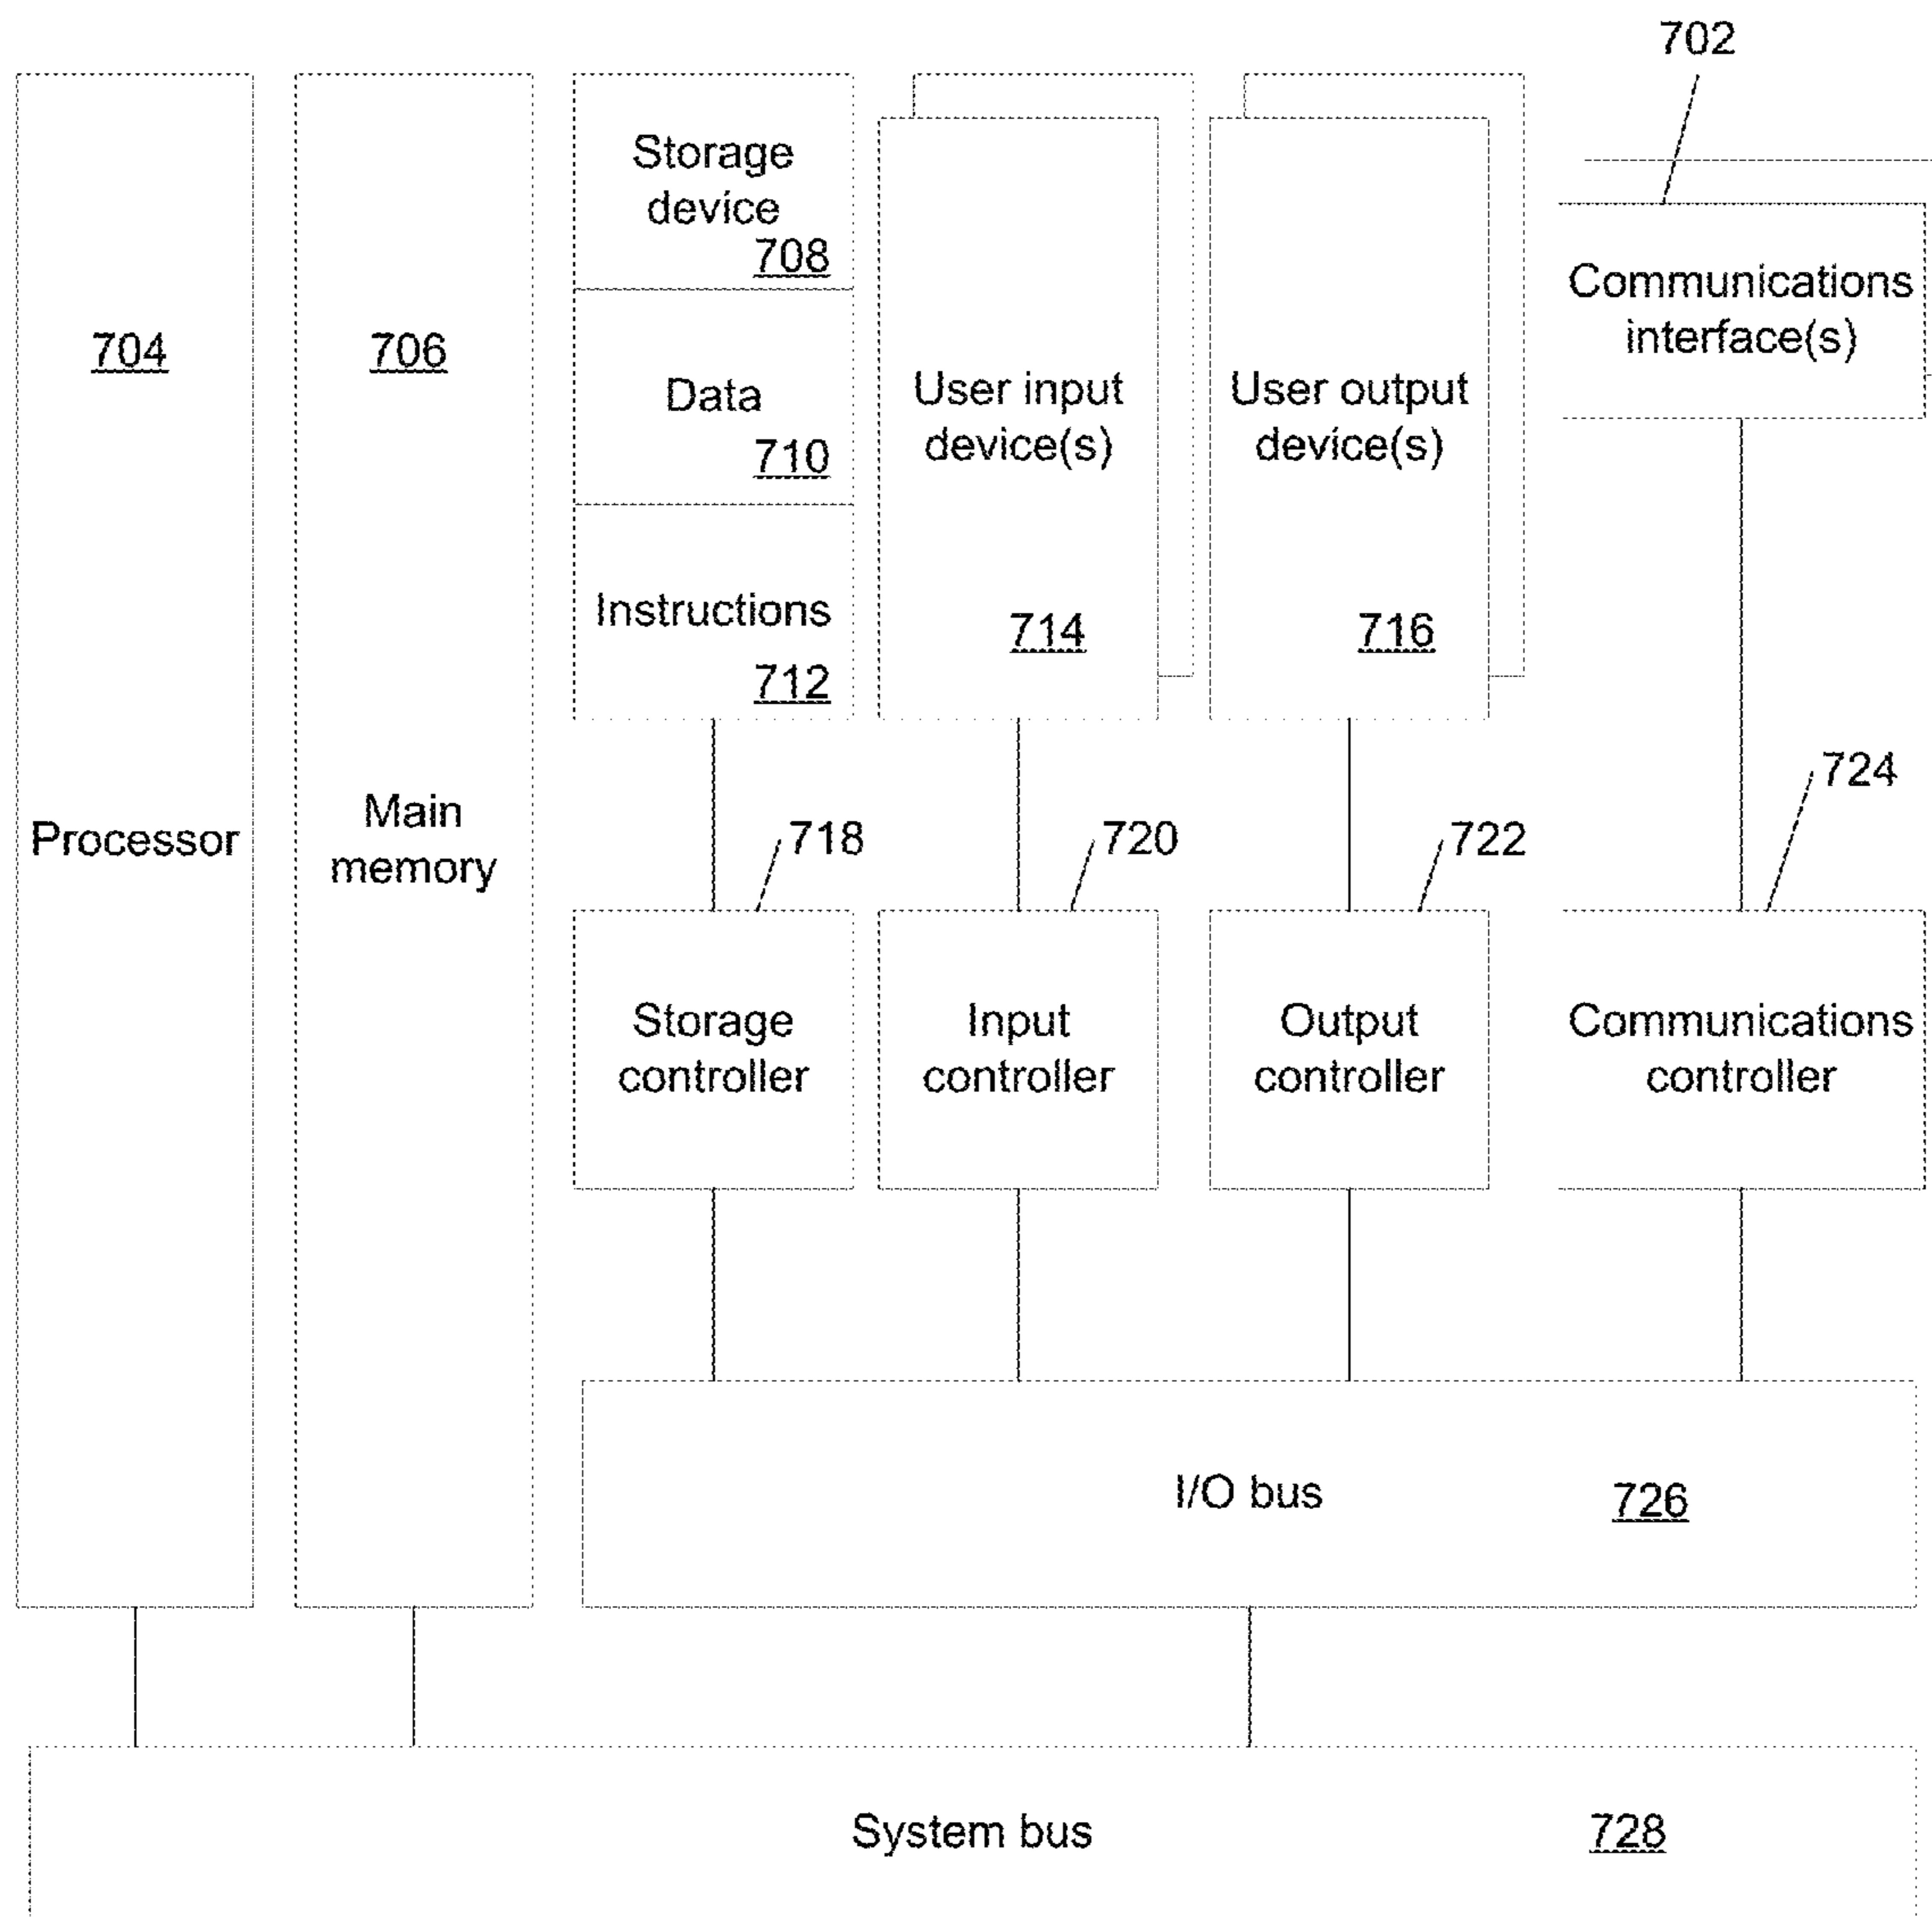 702
Storage
device
708
704
706
Communications
interface(s)
Data
710
User input
device(s)
User output
device(s)
Instructions
712
714
716
724
Processor
Main
memory
718
720
722
Storage
controller
Input
controller
Output
controller
Communications
controller
I/O bus
726
System bus
728